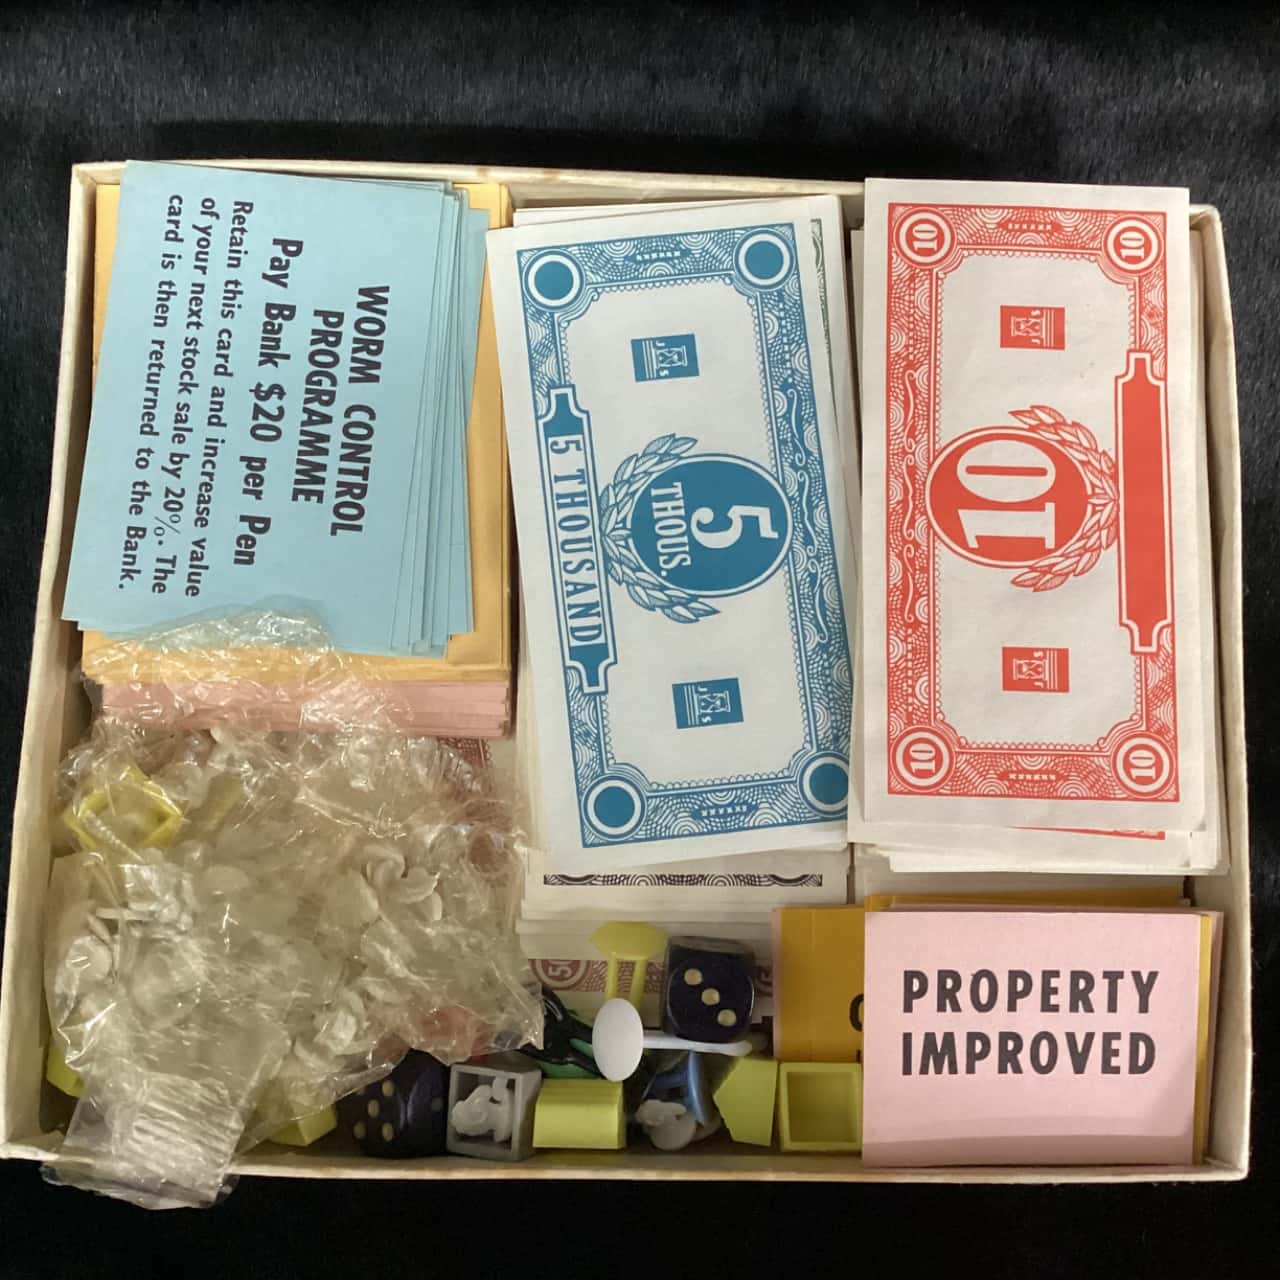 WORM CONTROL
PROGRAMME
Pay Bank $20 per Pen
Retain this card and increase value
of your next stock sale by 20%. The
card is then returned to the Bank.
5
THOUS.
5 THOUSAND
10
10
10
10
10
PROPERTY
IMPROVED